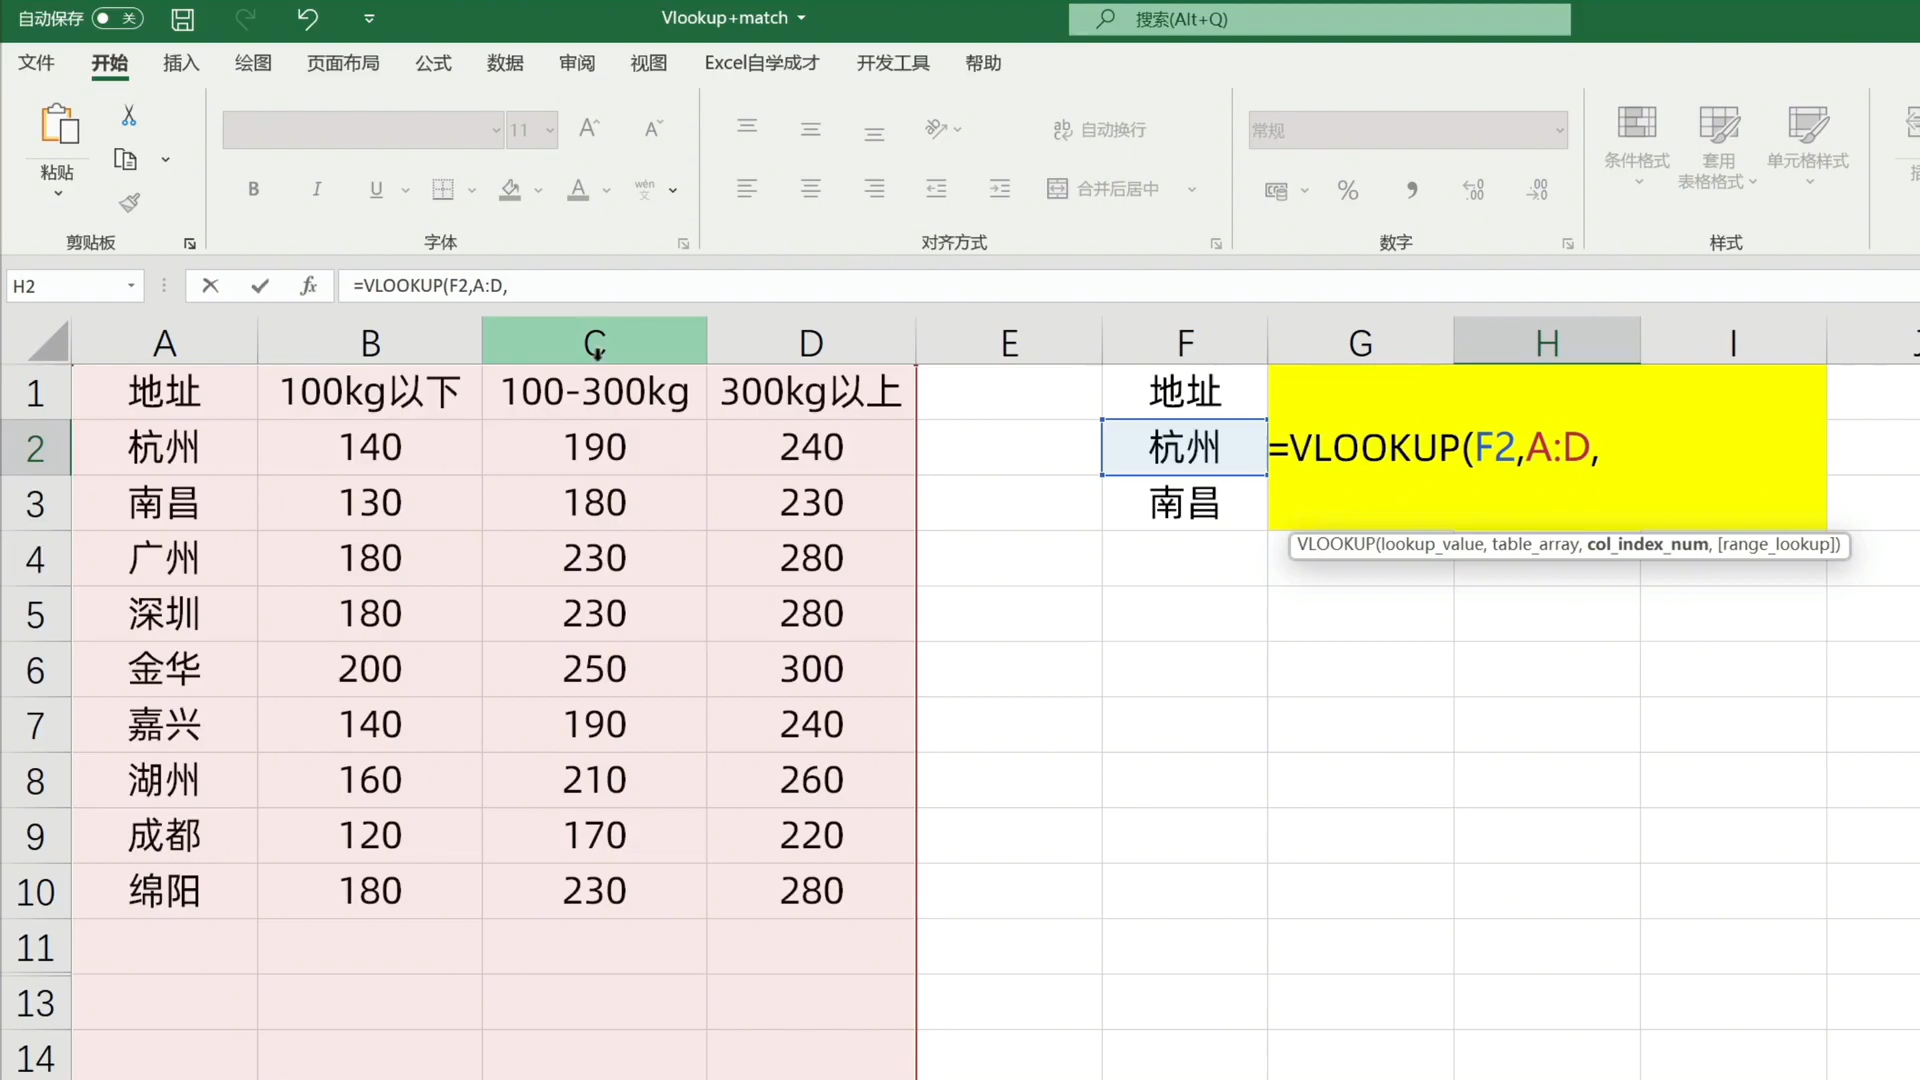 自动保存 关 Vlookup+match 搜索(Alt+Q)
文件 开始 插入 绘图 页面布局 公式 数据 审阅 视图 Excel自学成才 开发工具 帮助
粘贴 11 A A ab 自动换行 常规 条件格式 套用 单元格样式
B I U A wén 文 合并后居中 % 表格格式
剪贴板 字体 对齐方式 数字 样式
H2 fx =VLOOKUP(F2,A:D,
A B C D E F G H I
1 地址 100kg以下 100-300kg 300kg以上 地址
2 杭州 140 190 240 杭州 =VLOOKUP(F2,A:D,
3 南昌 130 180 230 南昌
VLOOKUP(lookup_value, table_array, col_index_num, [range_lookup])
4 广州 180 230 280
5 深圳 180 230 280
6 金华 200 250 300
7 嘉兴 140 190 240
8 湖州 160 210 260
9 成都 120 170 220
10 绵阳 180 230 280
11
13
14